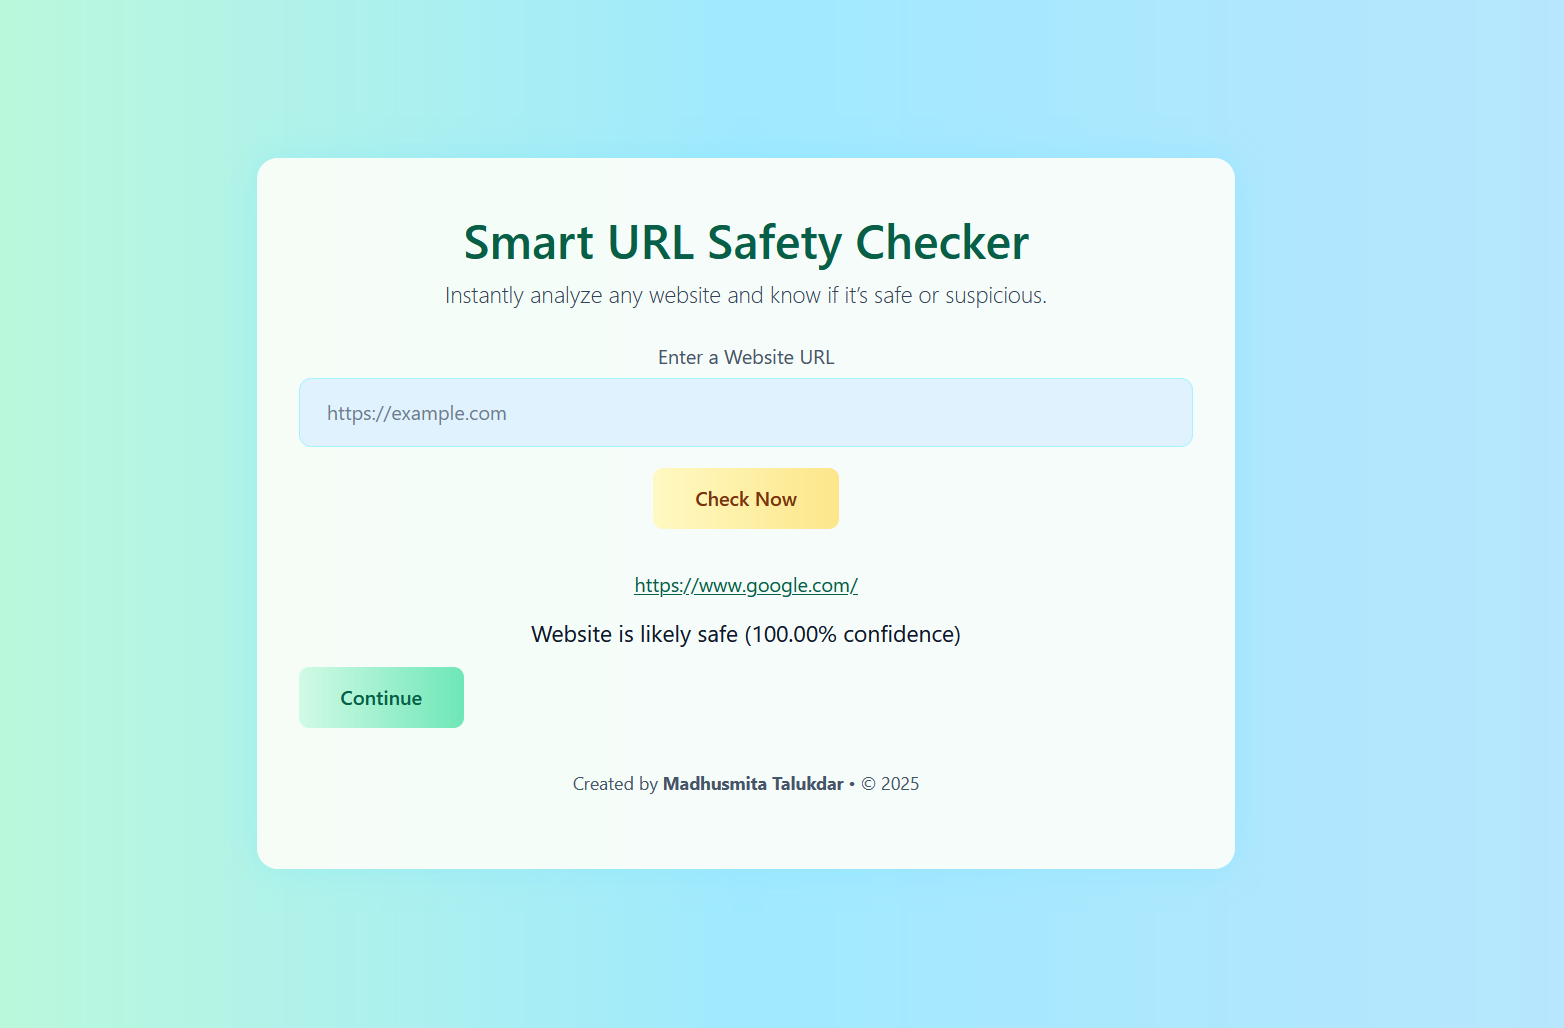 Smart URL Safety Checker
Instantly analyze any website and know if it’s safe or suspicious.
Enter a Website URL
https://example.com
Check Now
https://www.google.com/
Website is likely safe (100.00% confidence)
Continue
Created by Madhusmita Talukdar • © 2025